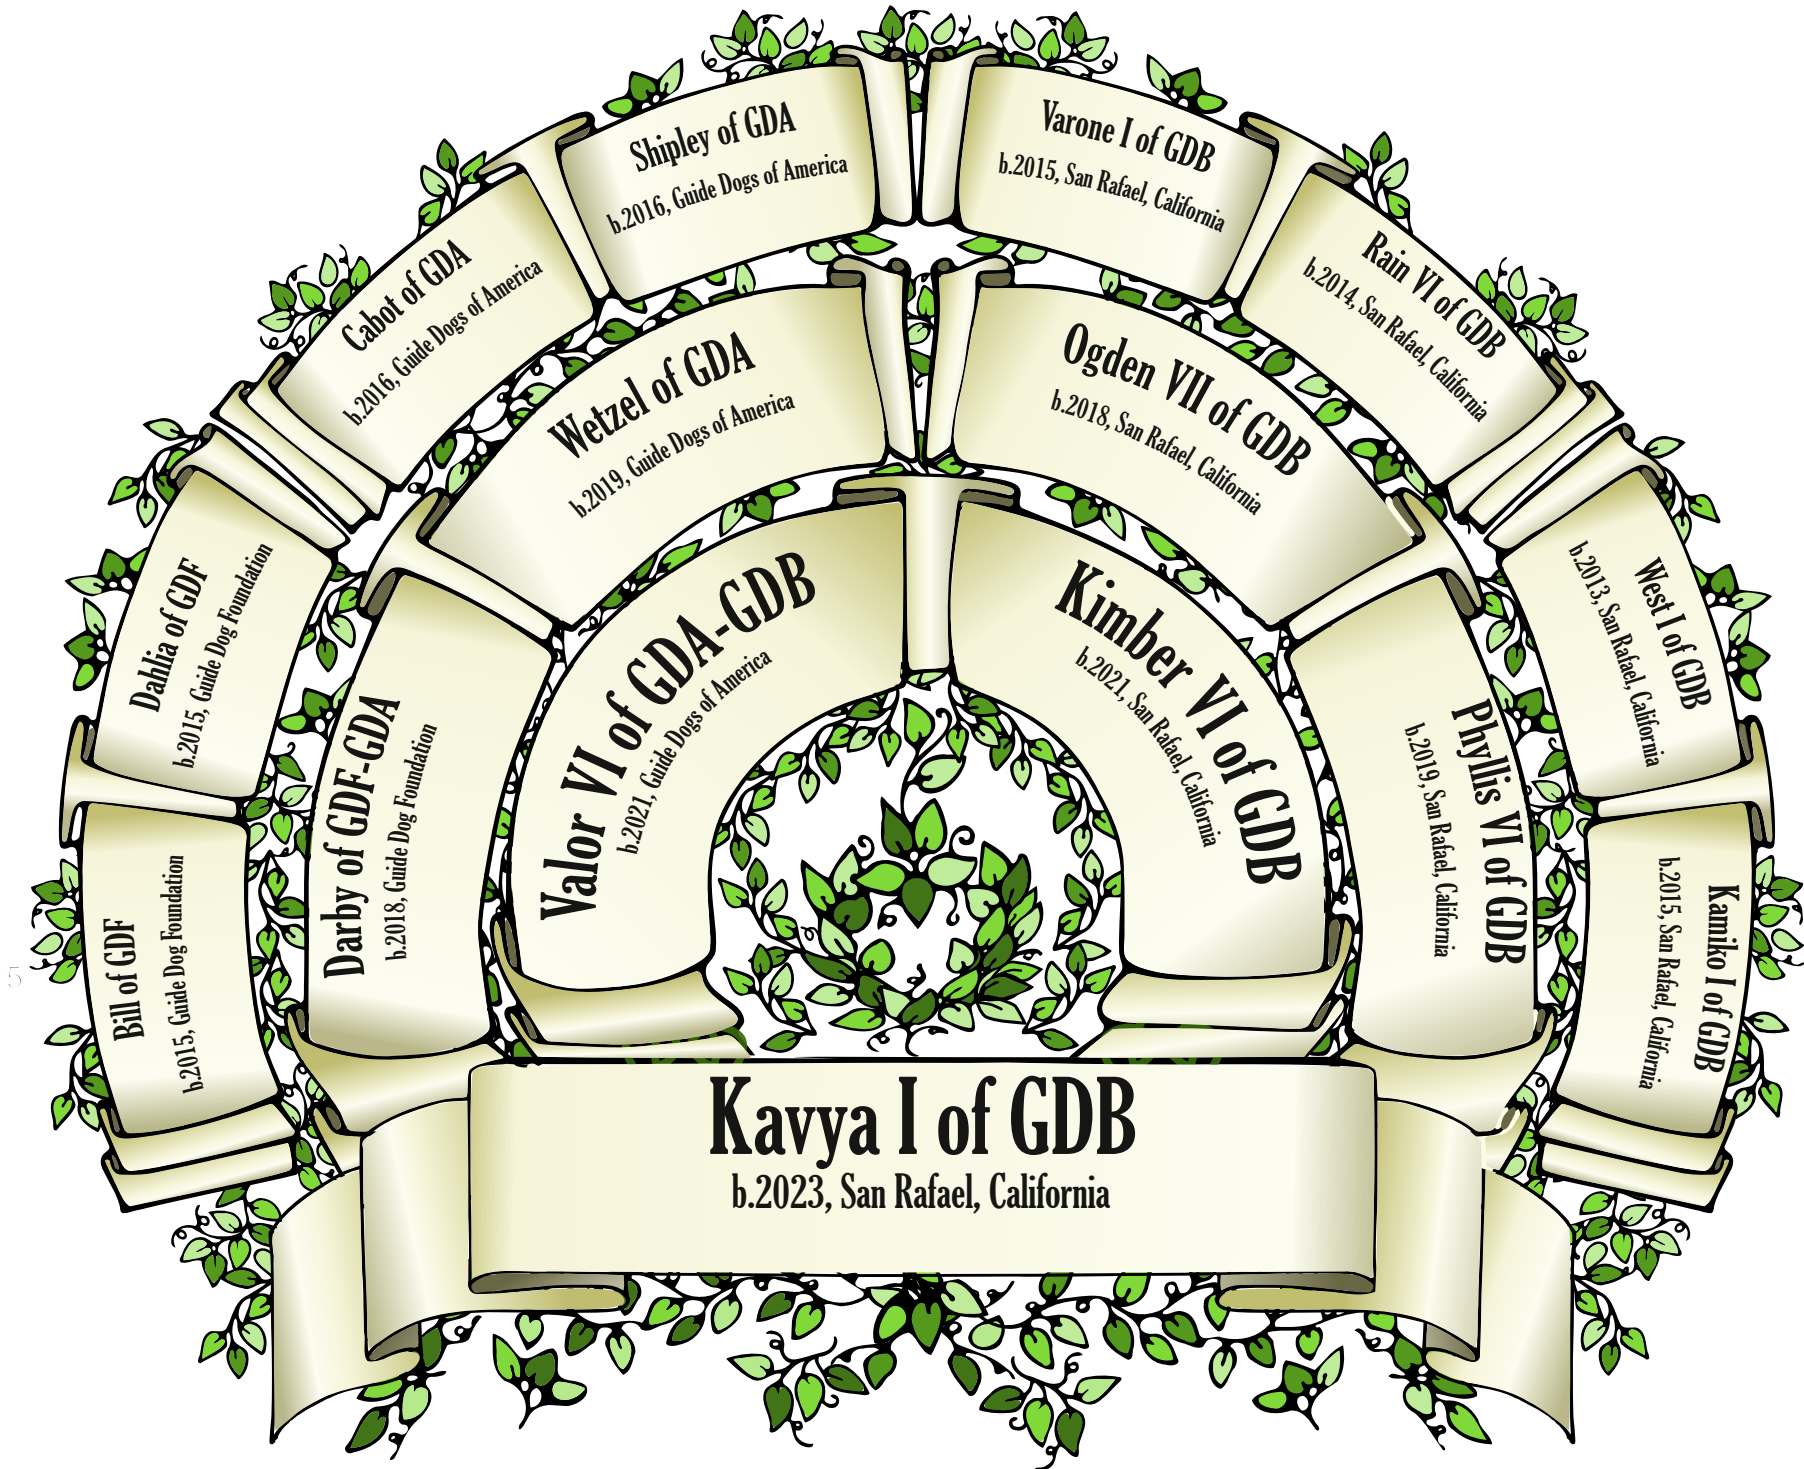 Shipley of GDA
b.2016, Guide Dogs of America
Varone I of GDB
b.2015, San Rafael, California
Cabot of GDA
b.2016, Guide Dogs of America
Rain VI of GDB
b.2014, San Rafael, California
Wetzel of GDA
b.2019, Guide Dogs of America
Ogden VII of GDB
b.2018, San Rafael, California
Dahlia of GDF
b.2015, Guide Dog Foundation
West I of GDB
b.2013, San Rafael, California
Valor VI of GDA-GDB
b.2021, Guide Dogs of America
Kimber VI of GDB
b.2021, San Rafael, California
Darby of GDF-GDA
b.2018, Guide Dog Foundation
Phyllis VI of GDB
b.2019, San Rafael, California
Bill of GDF
b.2015, Guide Dog Foundation
Kamiko I of GDB
b.2015, San Rafael, California
5
Kavya I of GDB
b.2023, San Rafael, California